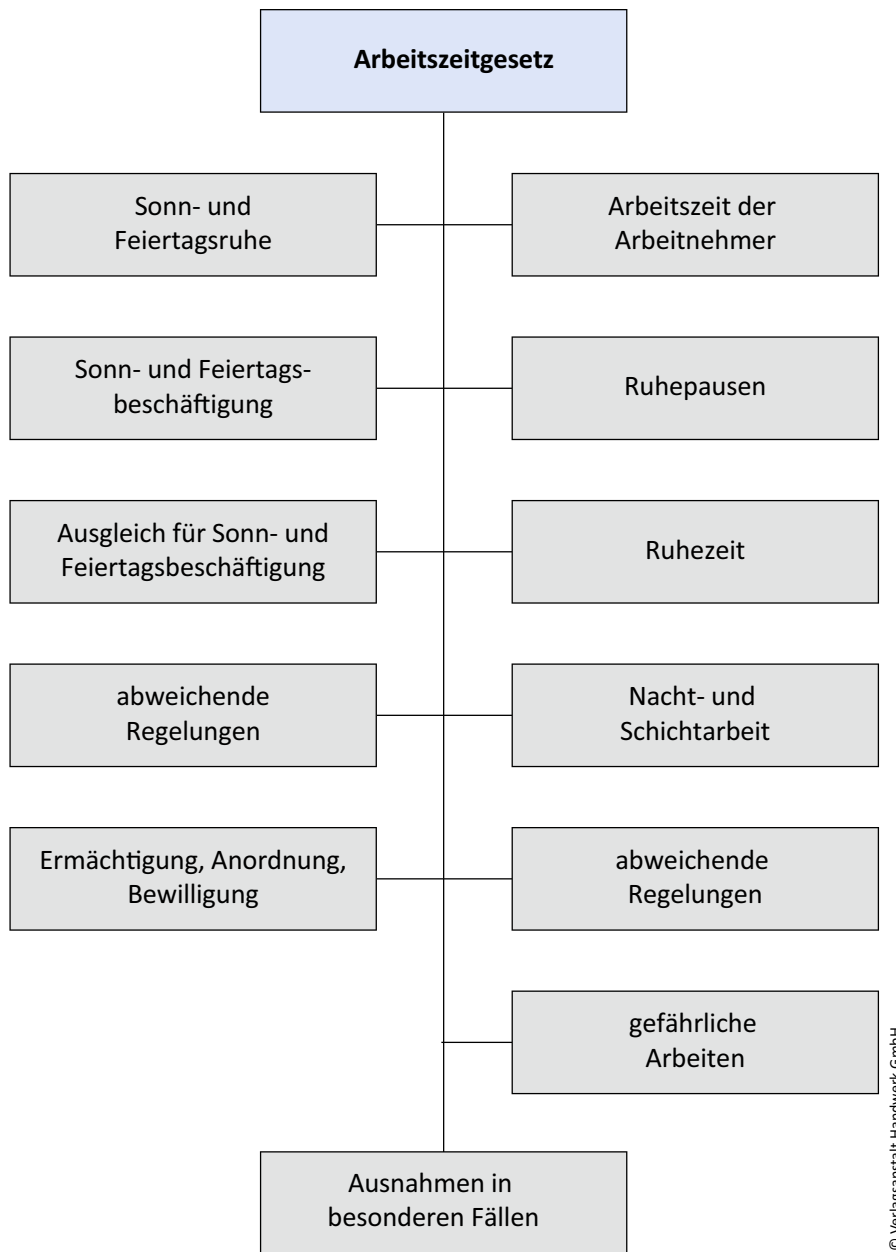 Arbeitszeitgesetz
Sonn- und
Feiertagsruhe
Arbeitszeit der
Arbeitnehmer
Sonn- und Feiertags-
beschäftigung
Ruhepausen
Ausgleich für Sonn- und
Feiertagsbeschäftigung
Ruhezeit
abweichende
Regelungen
Nacht- und
Schichtarbeit
Ermächtigung, Anordnung,
Bewilligung
abweichende
Regelungen
gefährliche
Arbeiten
Ausnahmen in
besonderen Fällen
© Verlagsanstalt Handwerk GmbH